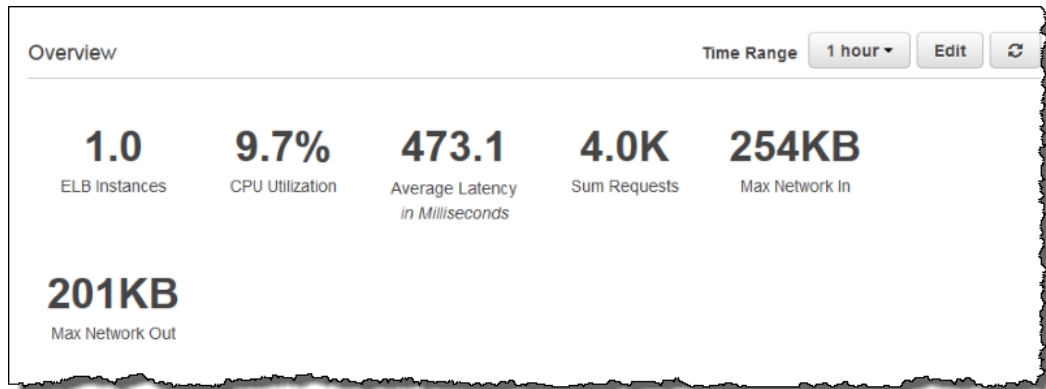 Overview
Time Range 1 hour Edit
1.0 9.7% 473.1 4.0K 254KB
ELB Instances CPU Utilization Average Latency Sum Requests Max Network In
in Milliseconds
201KB
Max Network Out